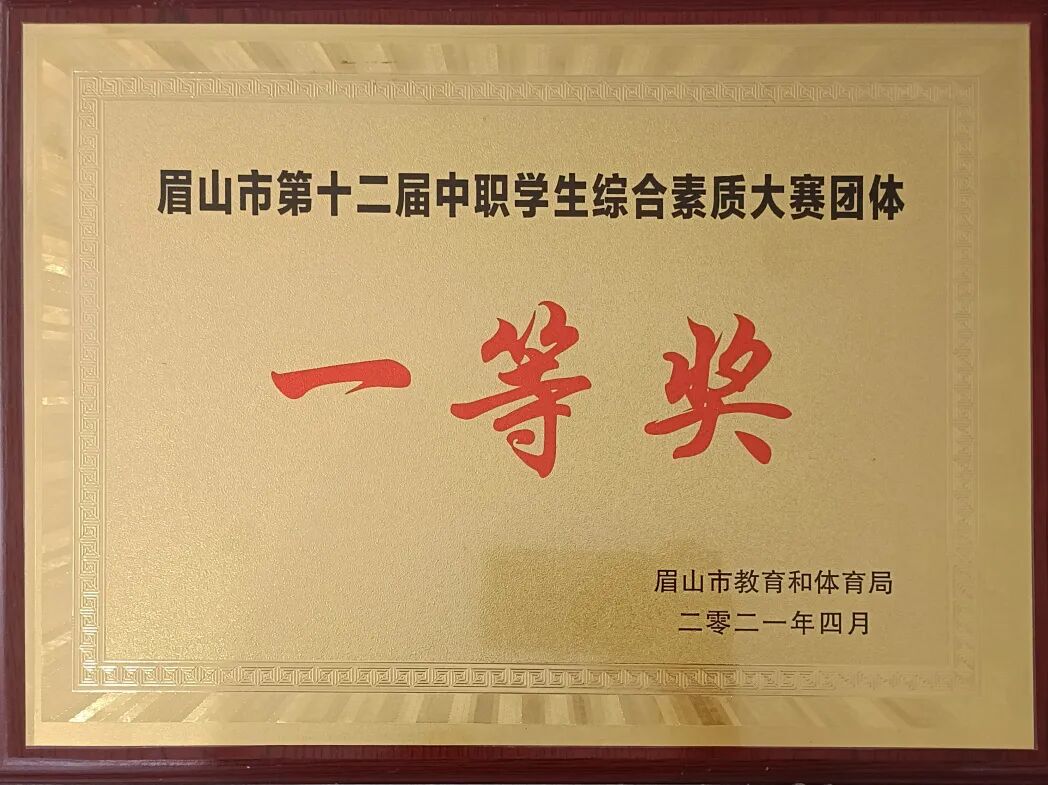 眉山市第十二届中职学生综合素质大赛团体
一等奖
眉山市教育和体育局
二零二一年四月